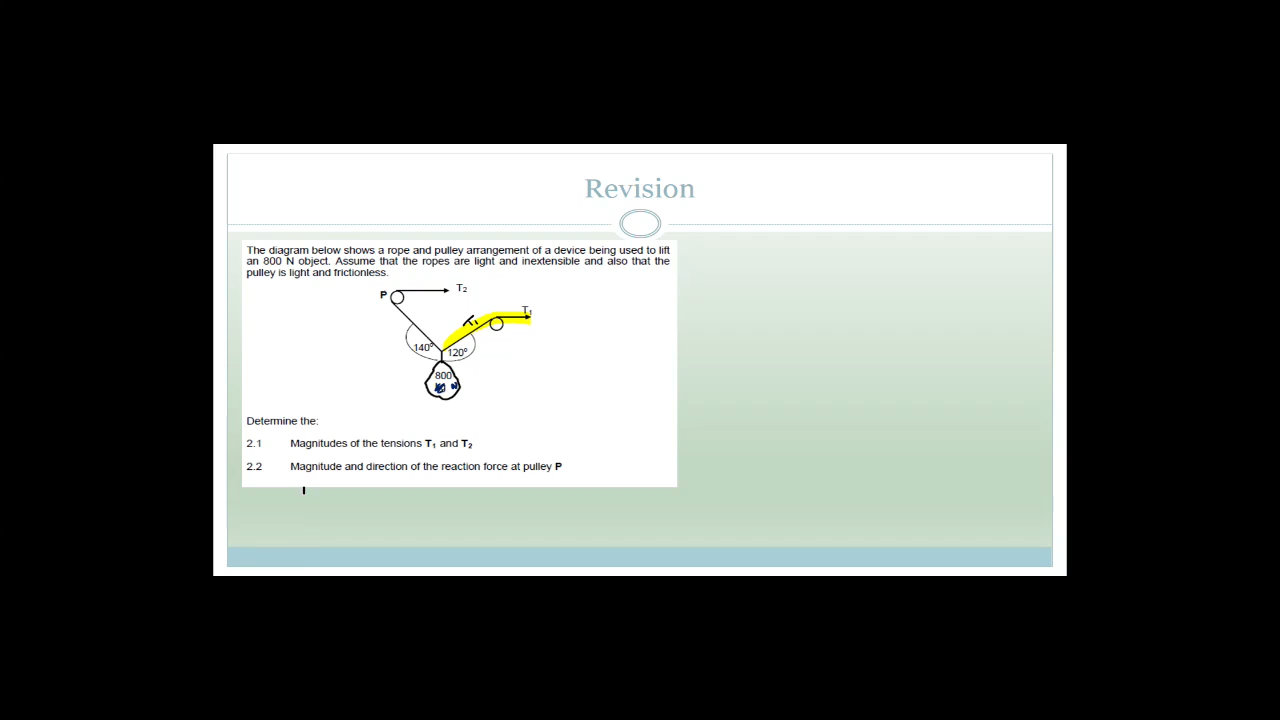 Revision
The diagram below shows a rope and pulley arrangement of a device being used to lift
an 800 N object. Assume that the ropes are light and inextensible and also that the
pulley is light and frictionless.
P
T₂
T₁
T₁
140°
120°
800
Determine the:
2.1 Magnitudes of the tensions T₁ and T₂
2.2 Magnitude and direction of the reaction force at pulley P